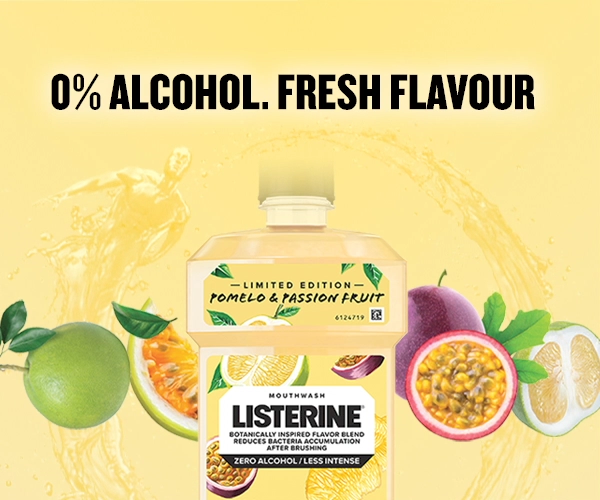 0% ALCOHOL. FRESH FLAVOUR
LIMITED EDITION
POMELO & PASSION FRUIT
6124719
MOUTHWASH
LISTERINE®
BOTANICALLY INSPIRED FLAVOR BLEND
REDUCES BACTERIA ACCUMULATION
AFTER BRUSHING
ZERO ALCOHOL / LESS INTENSE